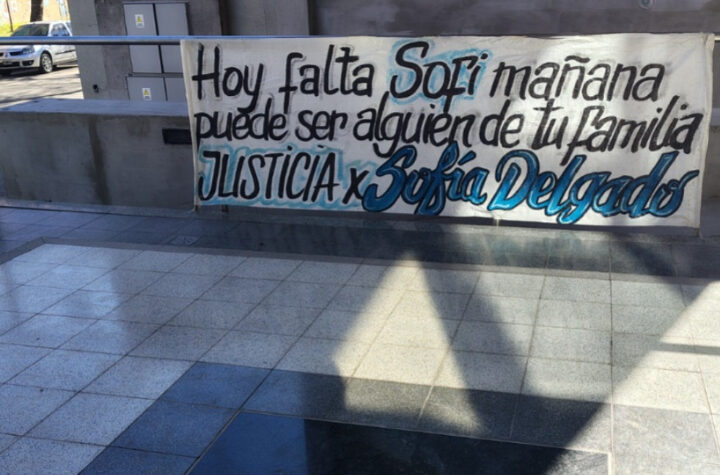 Hoy falta Sofi mañana
puede ser alguien de tu familia
JUSTICIA x Sofía Delgado